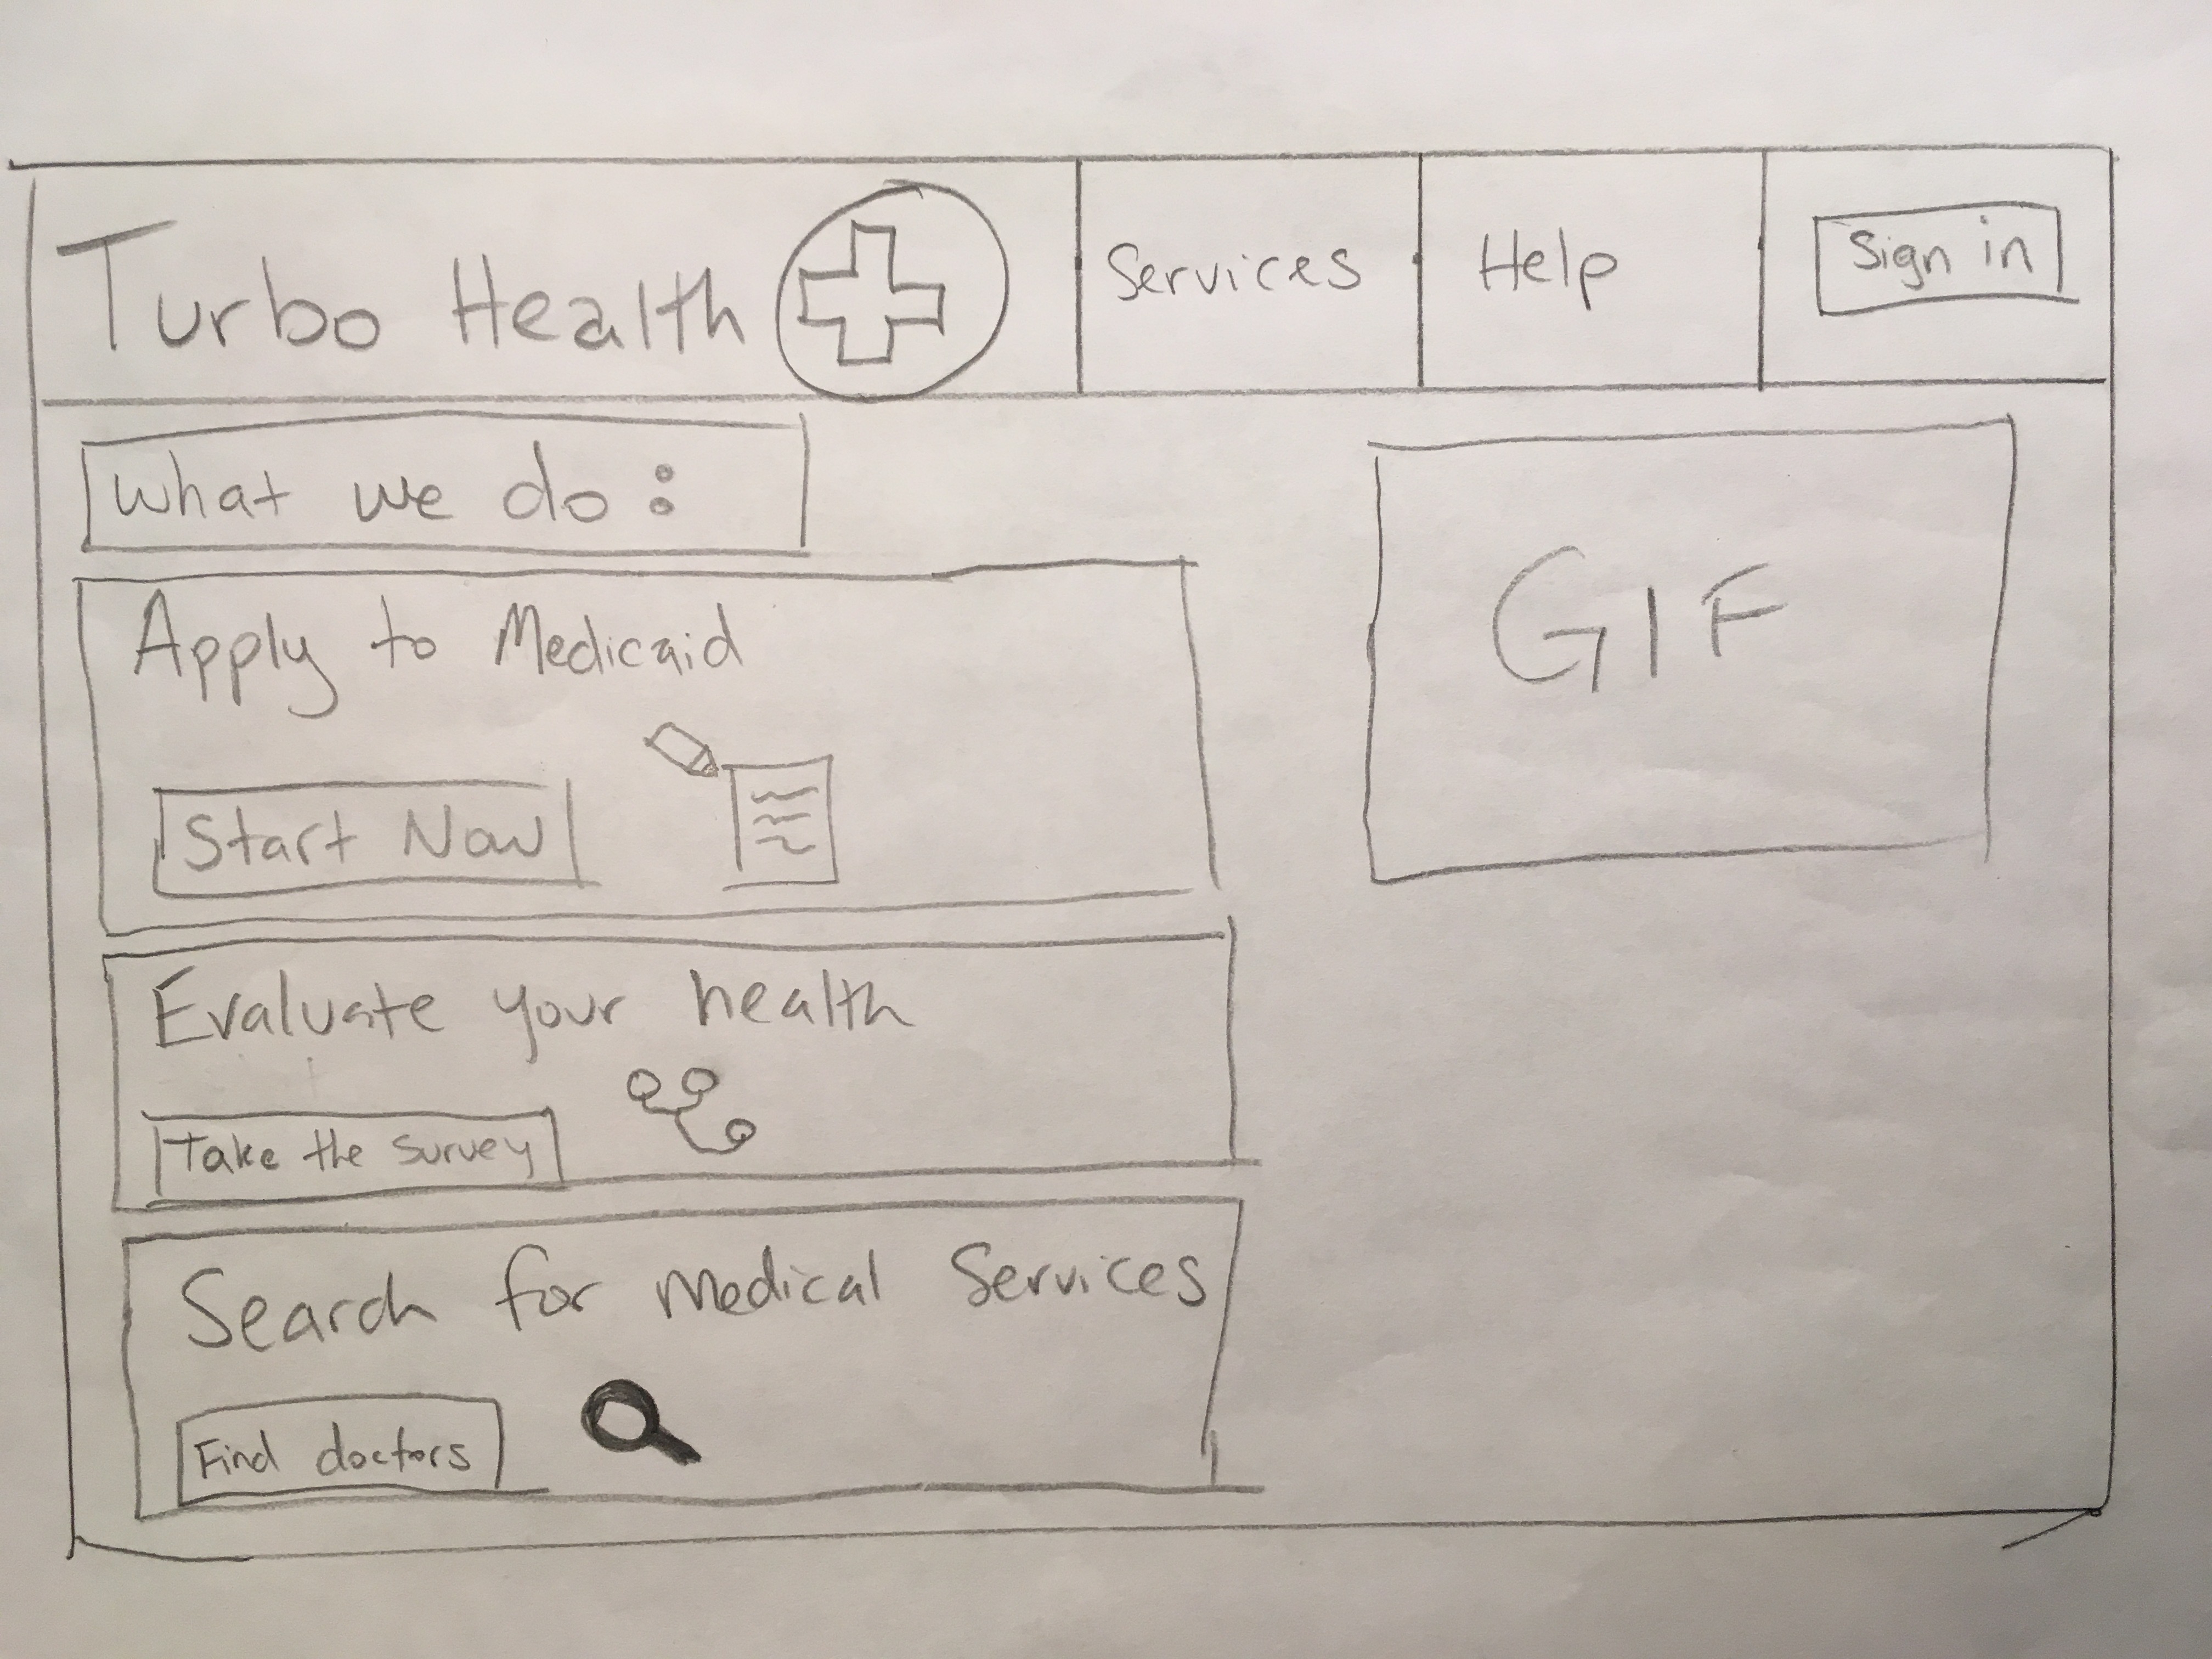 Turbo Health
Services
Help
Sign in
What we do:
GIF
Apply to Medicaid
Start Now
Evaluate your health
Take the survey
Search for Medical Services
Find doctors